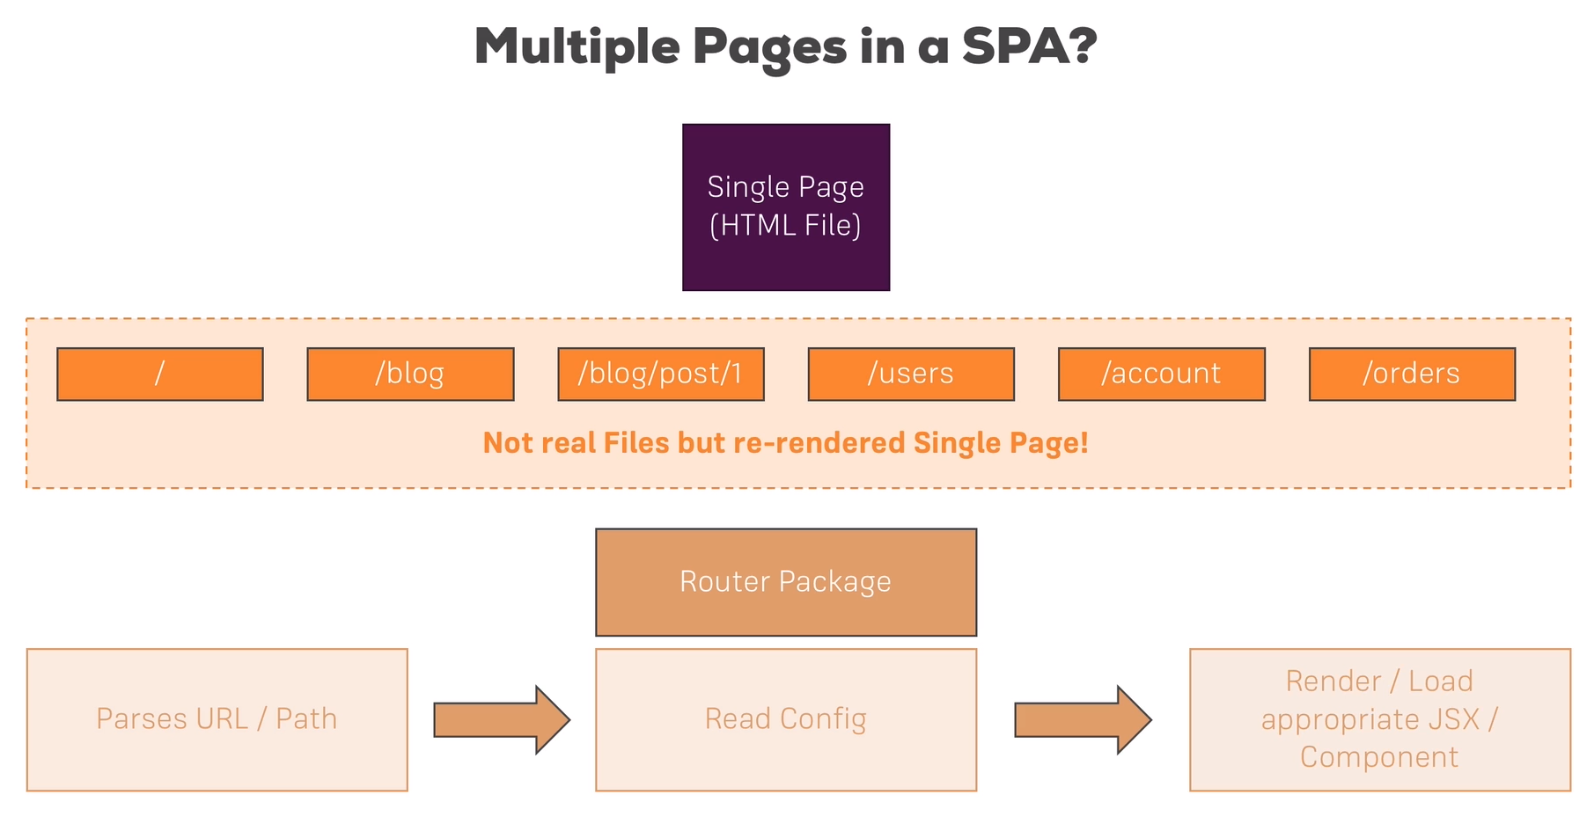 Multiple Pages in a SPA?
Single Page
(HTML File)
/
/blog
/blog/post/1
/users
/account
/orders
Not real Files but re-rendered Single Page!
Router Package
Parses URL / Path
Read Config
Render / Load
appropriate JSX /
Component